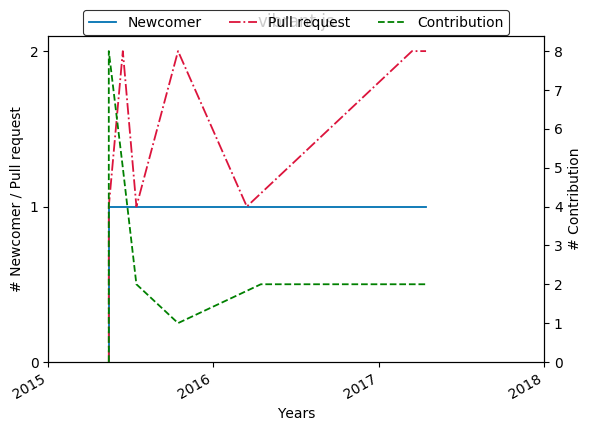 Newcomer Pull request Contribution
2
1
0
8
7
6
5
4
3
2
1
0
# Newcomer / Pull request
# Contribution
2015 2016 2017 2018
Years